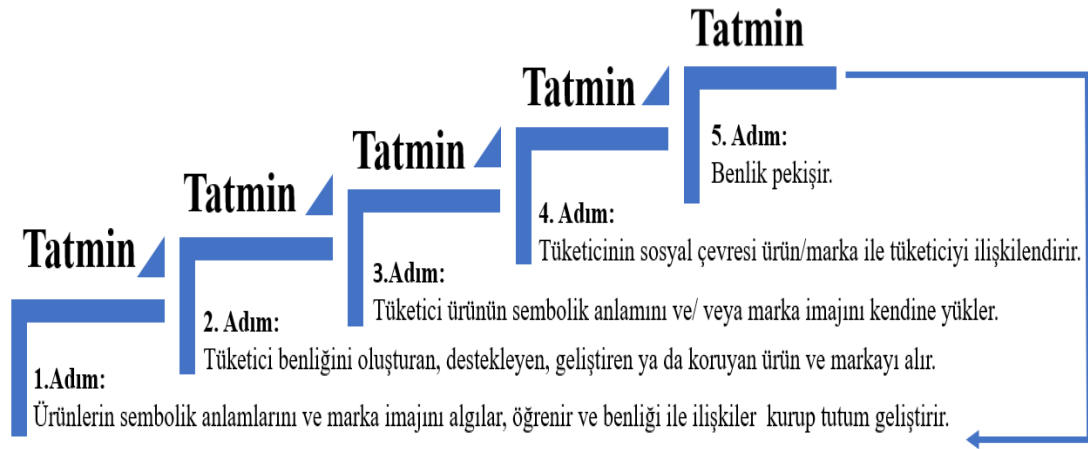 Tatmin
5. Adım:
Benlik pekişir.
Tatmin
4. Adım:
Tüketicinin sosyal çevresi ürün/marka ile tüketiciyi ilişkilendirir.
Tatmin
3.Adım:
Tüketici ürünün sembolik anlamını ve/ veya marka imajını kendine yükler.
Tatmin
2. Adım:
Tüketici benliğini oluşturan, destekleyen, geliştiren ya da koruyan ürün ve markayı alır.
Tatmin
1.Adım:
Ürünlerin sembolik anlamlarını ve marka imajını algılar, öğrenir ve benliği ile ilişkiler kurup tutum geliştirir.